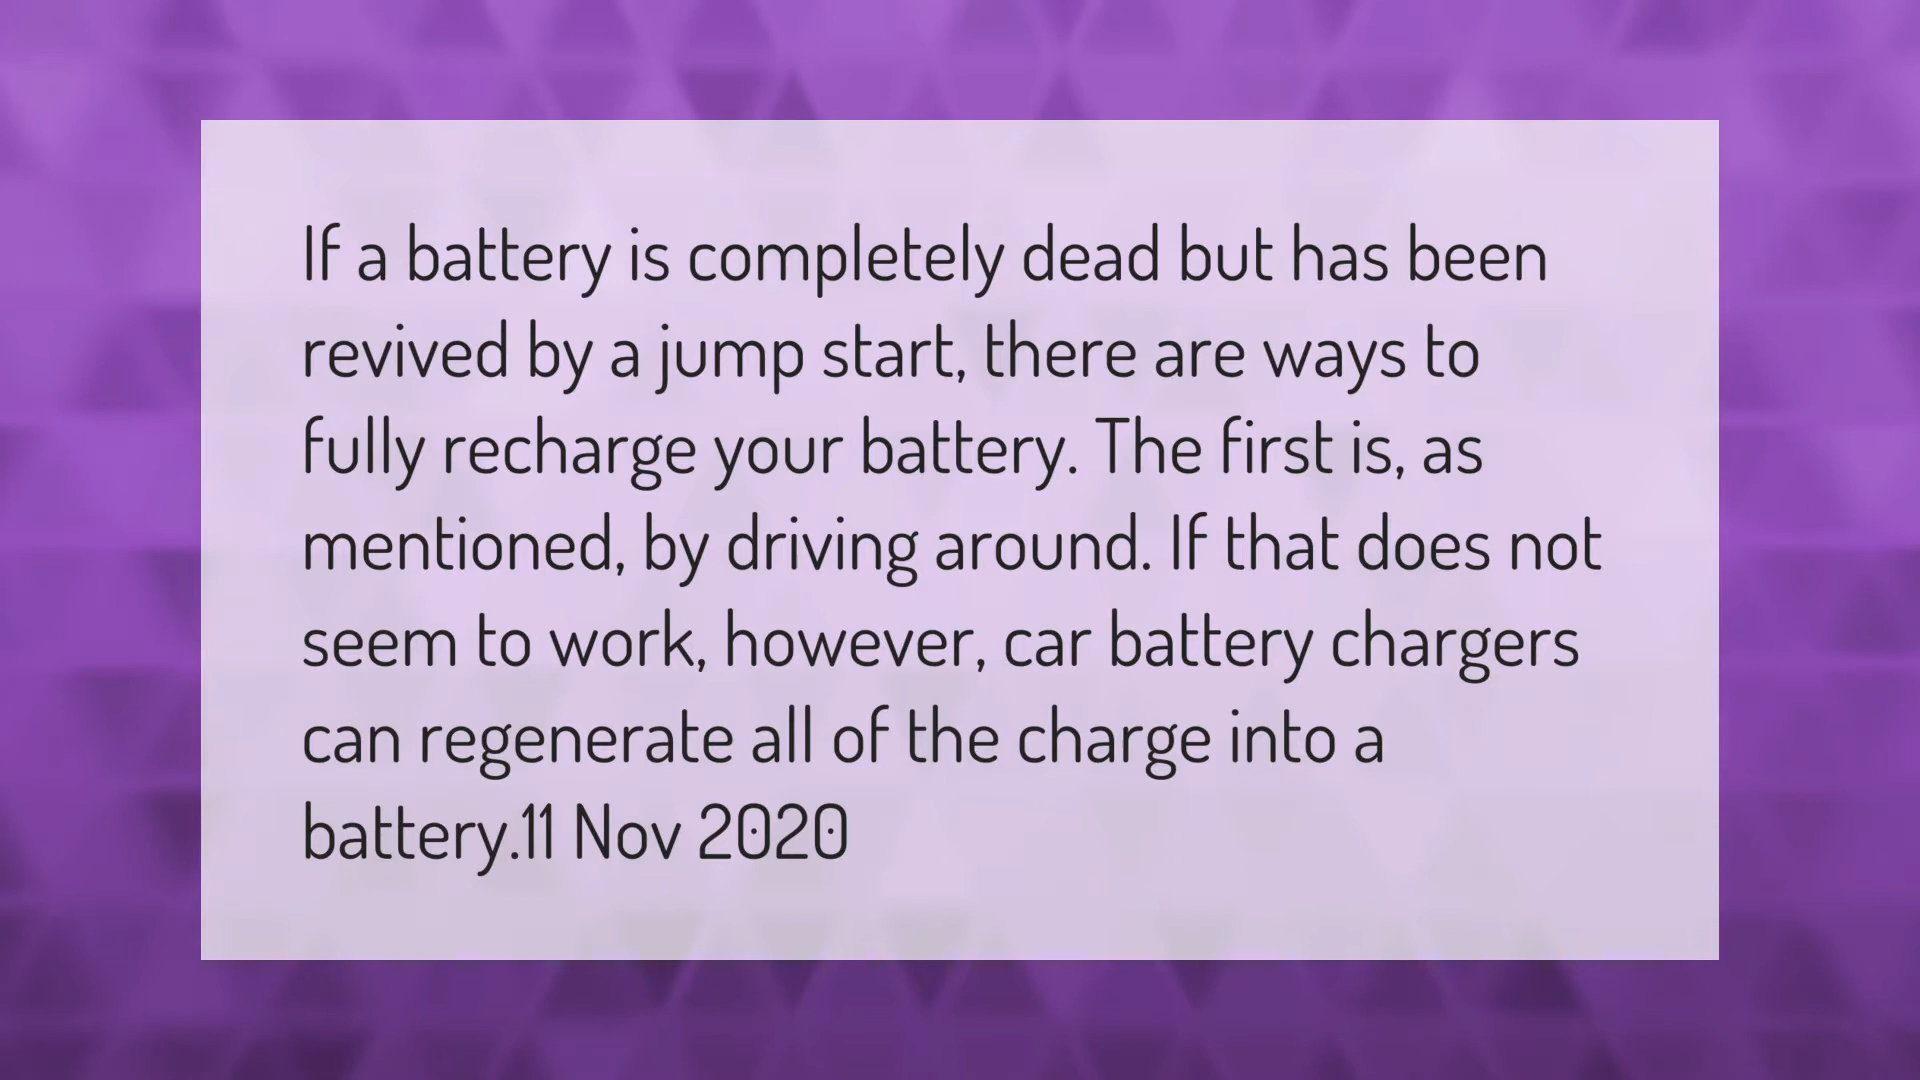 If a battery is completely dead but has been
revived by a jump start, there are ways to
fully recharge your battery. The first is, as
mentioned, by driving around. If that does not
seem to work, however, car battery chargers
can regenerate all of the charge into a
battery.11 Nov 2020